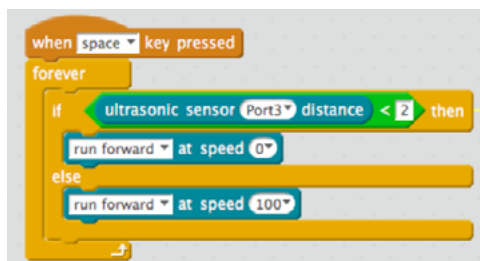 when space key pressed
forever
if ultrasonic sensor Port3 distance < 2 then
run forward at speed 0
else
run forward at speed 100